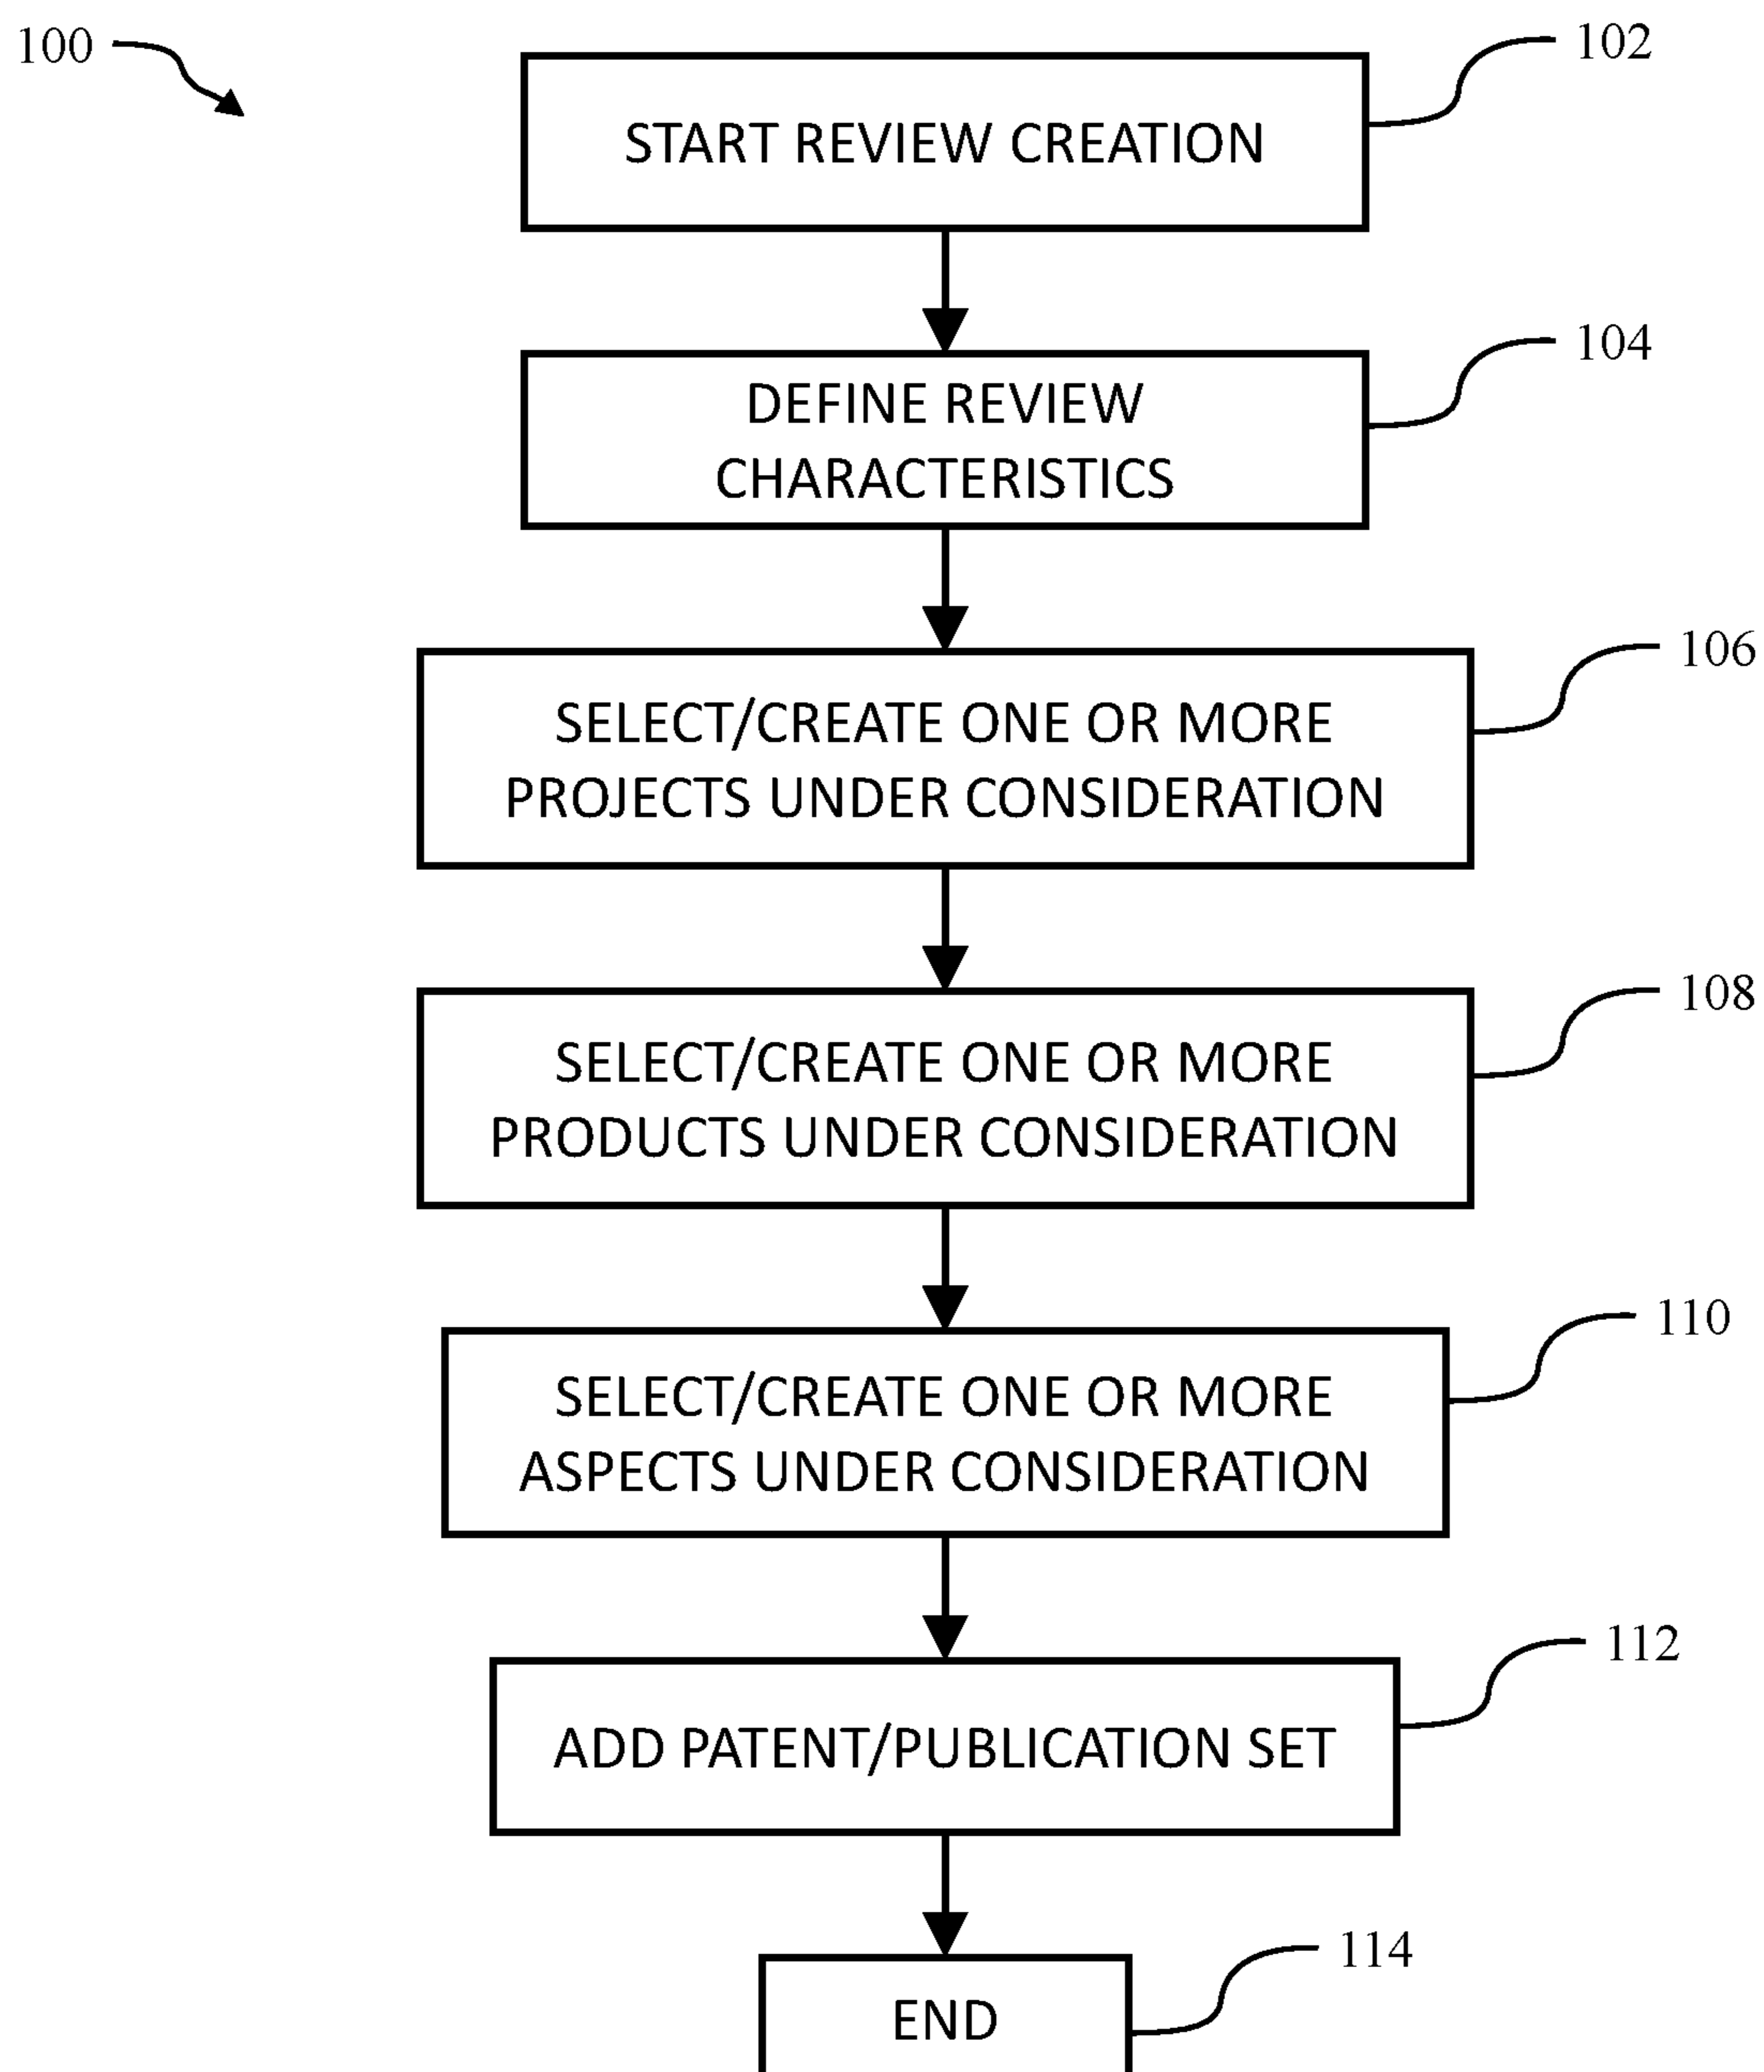 100
102
START REVIEW CREATION
104
DEFINE REVIEW
CHARACTERISTICS
106
SELECT/CREATE ONE OR MORE
PROJECTS UNDER CONSIDERATION
108
SELECT/CREATE ONE OR MORE
PRODUCTS UNDER CONSIDERATION
110
SELECT/CREATE ONE OR MORE
ASPECTS UNDER CONSIDERATION
112
ADD PATENT/PUBLICATION SET
114
END